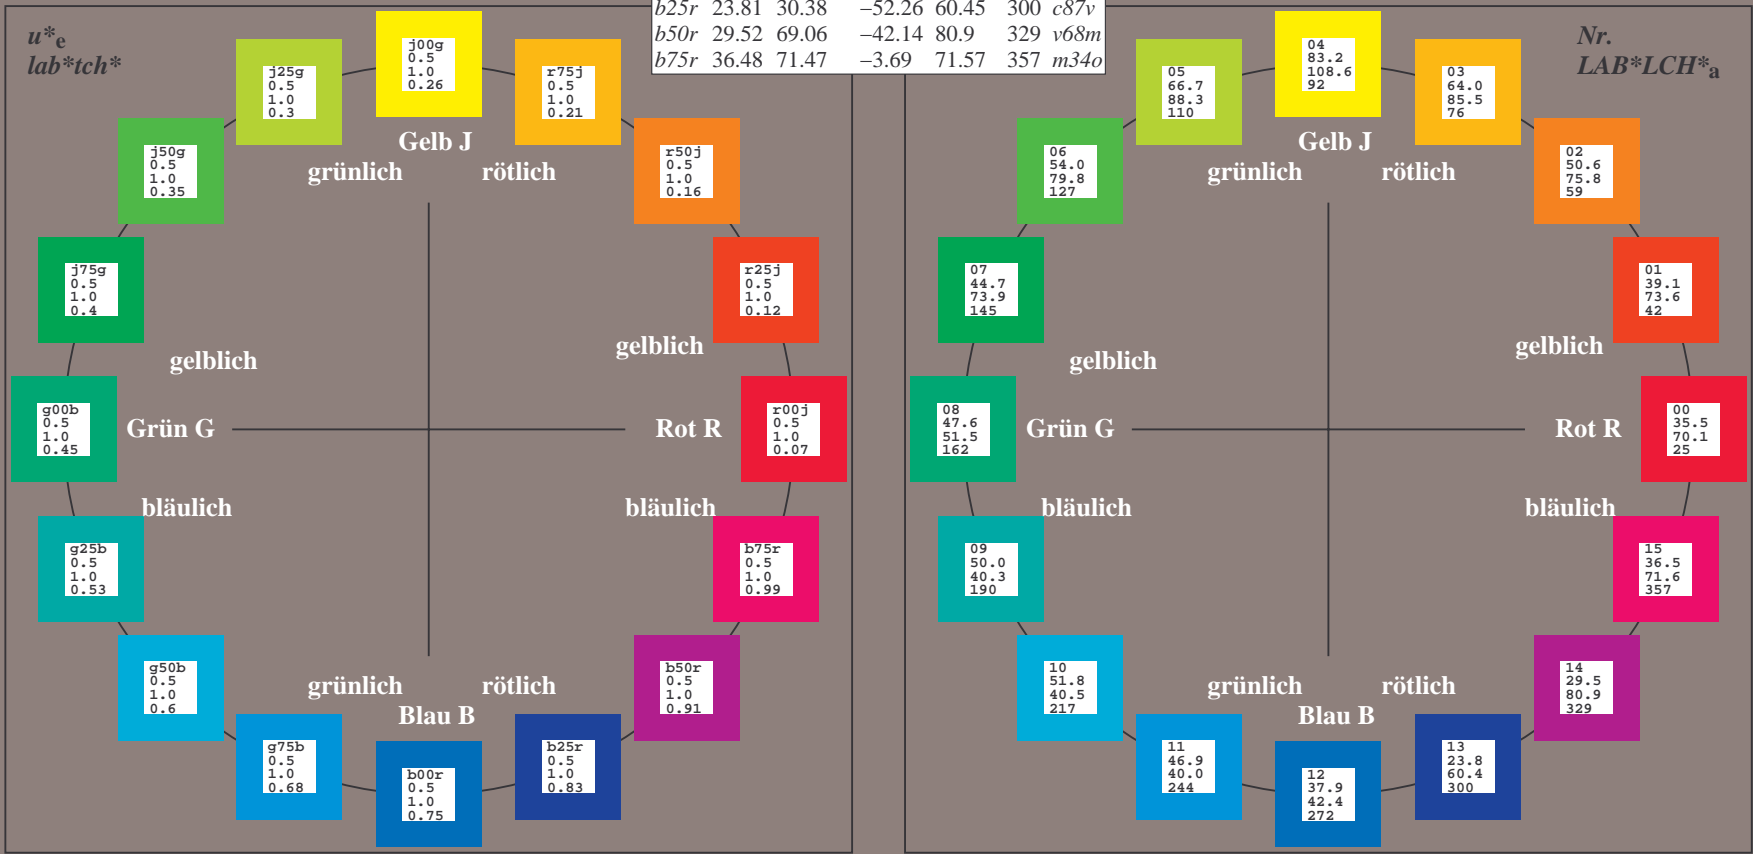 b25r 23.81 30.38 −52.26 60.45 300 c87v
b50r 29.52 69.06 −42.14 80.9 329 v68m
b75r 36.48 71.47 −3.69 71.57 357 m34o
u*e
lab*tch*
j00g
0.5
1.0
0.26
r75j
0.5
1.0
0.21
r50j
0.5
1.0
0.16
r25j
0.5
1.0
0.12
r00j
0.5
1.0
0.07
b75r
0.5
1.0
0.99
b50r
0.5
1.0
0.91
b25r
0.5
1.0
0.83
b00r
0.5
1.0
0.75
g75b
0.5
1.0
0.68
g50b
0.5
1.0
0.6
g25b
0.5
1.0
0.53
g00b
0.5
1.0
0.45
j75g
0.5
1.0
0.4
j50g
0.5
1.0
0.35
j25g
0.5
1.0
0.3
Gelb J
grünlich rötlich
gelblich
gelblich
Grün G
Rot R
bläulich
bläulich
grünlich rötlich
Blau B
Nr.
LAB*LCH*a
04
83.2
108.6
92
03
64.0
85.5
76
02
50.6
75.8
59
01
39.1
73.6
42
00
35.5
70.1
25
15
36.5
71.6
357
14
29.5
80.9
329
13
23.8
60.4
300
12
37.9
42.4
272
11
46.9
40.0
244
10
51.8
40.5
217
09
50.0
40.3
190
08
47.6
51.5
162
07
44.7
73.9
145
06
54.0
79.8
127
05
66.7
88.3
110
Gelb J
grünlich rötlich
gelblich
gelblich
Grün G
Rot R
bläulich
bläulich
grünlich rötlich
Blau B